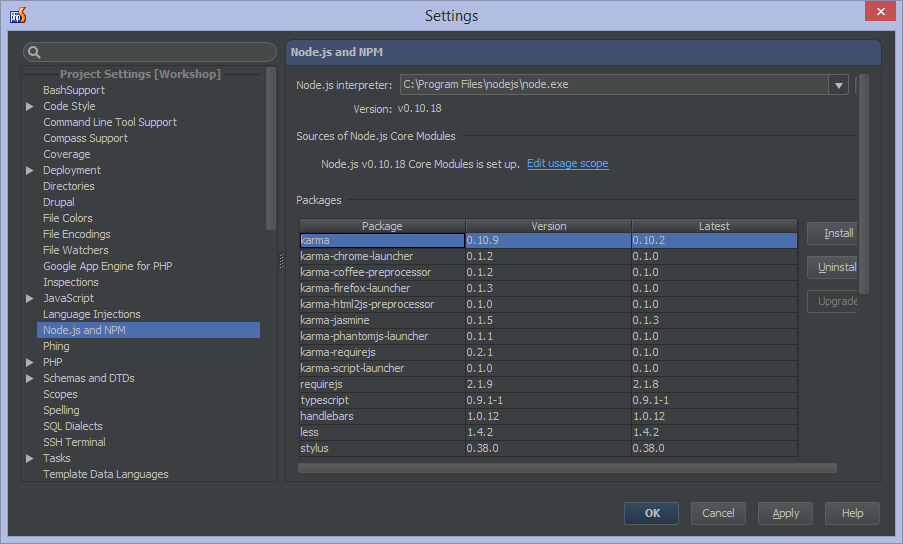 Settings
Project Settings [Workshop]
BashSupport
Code Style
Command Line Tool Support
Compass Support
Coverage
Deployment
Directories
Drupal
File Colors
File Encodings
File Watchers
Google App Engine for PHP
Inspections
JavaScript
Language Injections
Node.js and NPM
Phing
PHP
Schemas and DTDs
Scopes
Spelling
SQL Dialects
SSH Terminal
Tasks
Template Data Languages
Node.js and NPM
Node.js interpreter: C:\Program Files\nodejs\node.exe
Version: v0.10.18
Sources of Node.js Core Modules
Node.js v0.10.18 Core Modules is set up. Edit usage scope
Packages
Package Version Latest
karma 0.10.9 0.10.2
karma-chrome-launcher 0.1.2 0.1.0
karma-coffee-preprocessor 0.1.2 0.1.0
karma-firefox-launcher 0.1.3 0.1.0
karma-html2js-preprocessor 0.1.0 0.1.0
karma-jasmine 0.1.5 0.1.3
karma-phantomjs-launcher 0.1.1 0.1.0
karma-requirejs 0.2.1 0.1.0
karma-script-launcher 0.1.0 0.1.0
requirejs 2.1.9 2.1.8
typescript 0.9.1-1 0.9.1-1
handlebars 1.0.12 1.0.12
less 1.4.2 1.4.2
stylus 0.38.0 0.38.0
Install
Uninstal
Upgrade
OK Cancel Apply Help